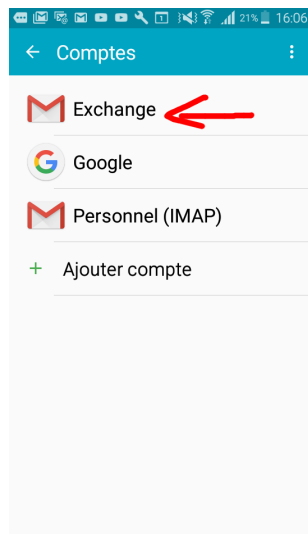 21% 16:06
Comptes
Exchange
Google
Personnel (IMAP)
Ajouter compte